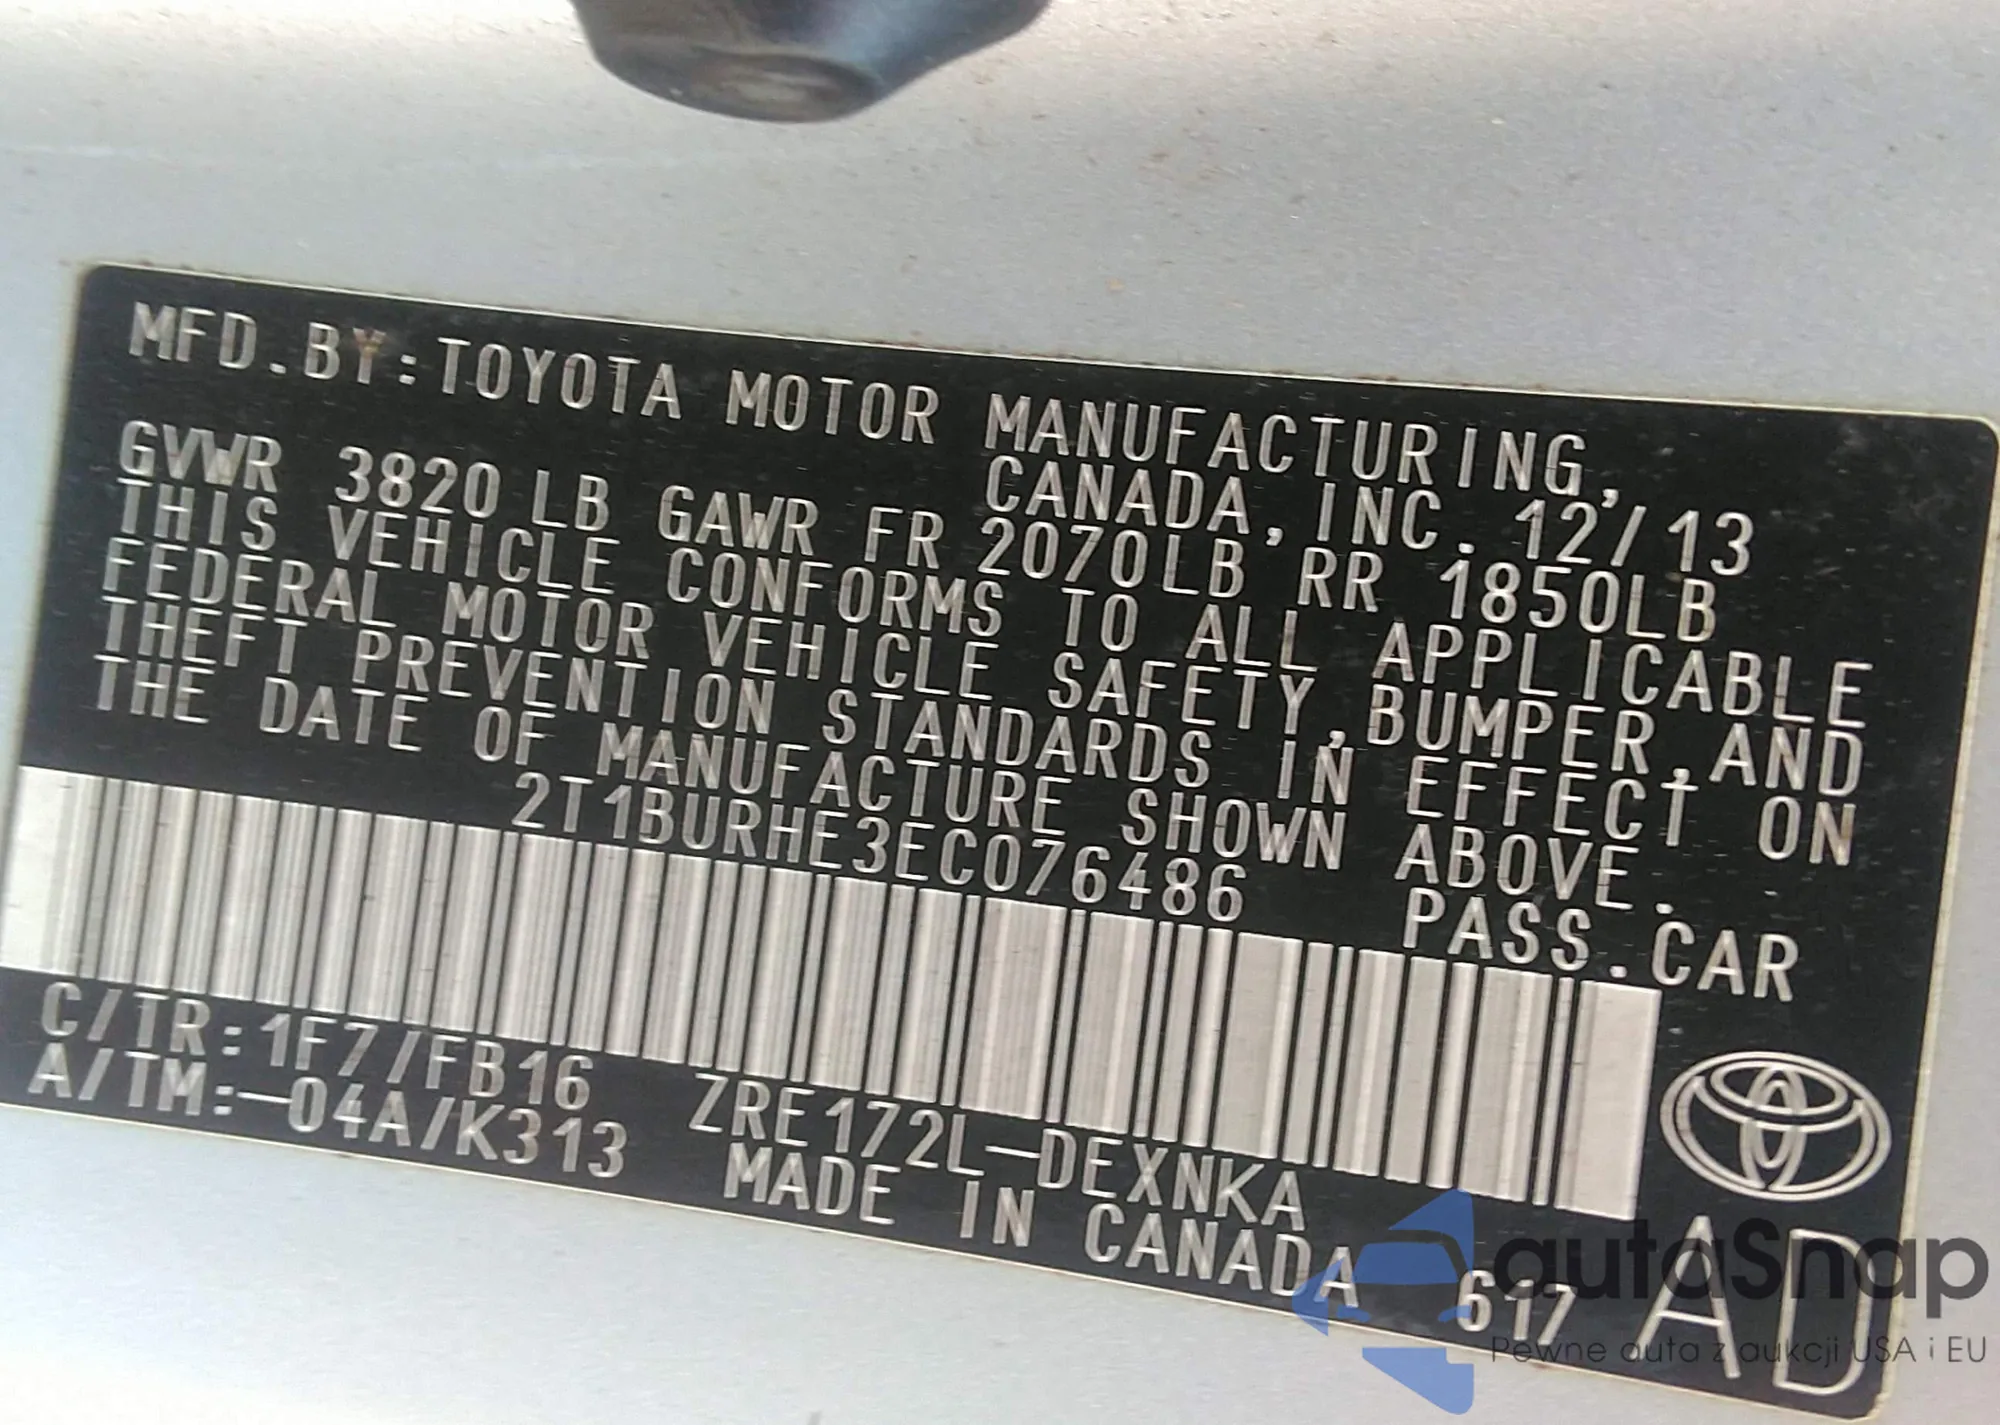 MFD.BY:TOYOTA MOTOR MANUFACTURING,
CANADA, INC. 12/13
GVWR 3820 LB GAWR FR 2070LB RR 1850LB
THIS VEHICLE CONFORMS TO ALL APPLICABLE
FEDERAL MOTOR VEHICLE SAFETY,BUMPER,AND
THEFT PREVENTION STANDARDS IN EFFECT ON
THE DATE OF MANUFACTURE SHOWN ABOVE.
2T1BURHE3EC076486 PASS.CAR
C/TR:1F7/FB16 ZRE172L-DEXNKA
A/TM:-04A/K313 MADE IN CANADA 617 AD
autaSnap
Pewne auta z aukcji USA i EU